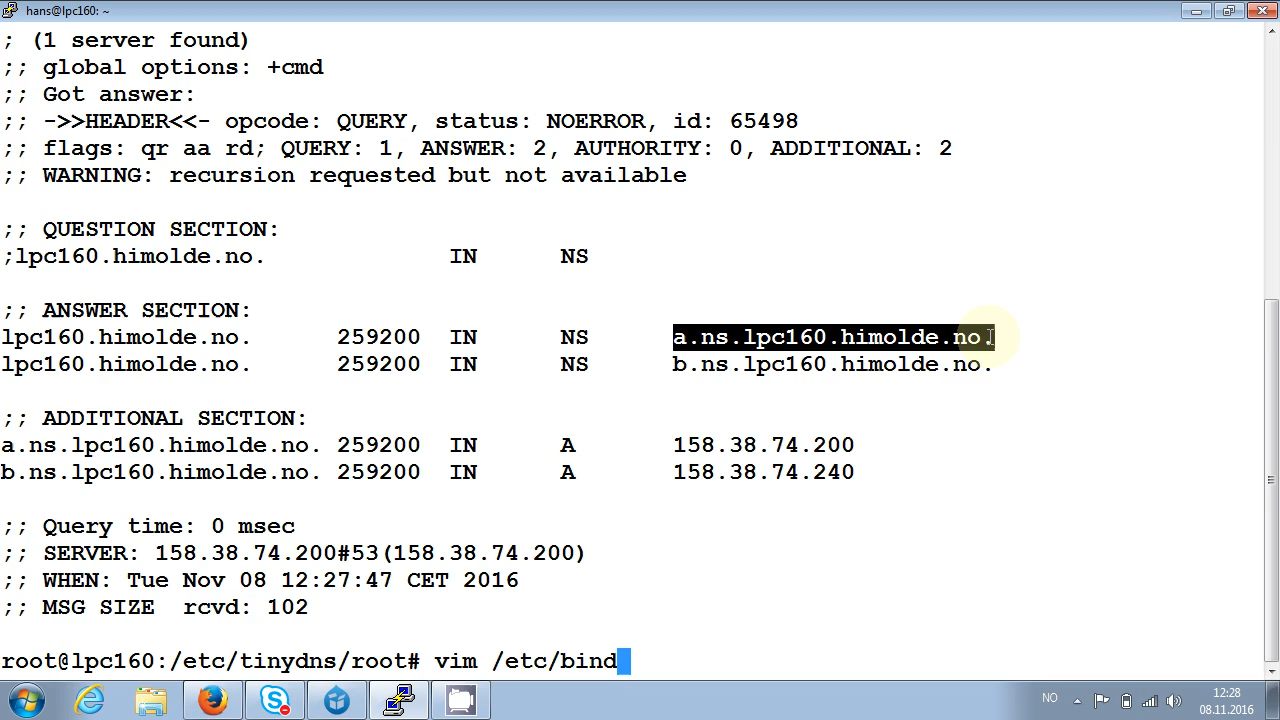 hans@lpc160: ~
; (1 server found)
;; global options: +cmd
;; Got answer:
;; ->>HEADER<<- opcode: QUERY, status: NOERROR, id: 65498
;; flags: qr aa rd; QUERY: 1, ANSWER: 2, AUTHORITY: 0, ADDITIONAL: 2
;; WARNING: recursion requested but not available
;; QUESTION SECTION:
;lpc160.himolde.no. IN NS
;; ANSWER SECTION:
lpc160.himolde.no. 259200 IN NS a.ns.lpc160.himolde.no.
lpc160.himolde.no. 259200 IN NS b.ns.lpc160.himolde.no.
;; ADDITIONAL SECTION:
a.ns.lpc160.himolde.no. 259200 IN A 158.38.74.200
b.ns.lpc160.himolde.no. 259200 IN A 158.38.74.240
;; Query time: 0 msec
;; SERVER: 158.38.74.200#53(158.38.74.200)
;; WHEN: Tue Nov 08 12:27:47 CET 2016
;; MSG SIZE rcvd: 102
root@lpc160:/etc/tinydns/root# vim /etc/bind
NO
12:28
08.11.2016